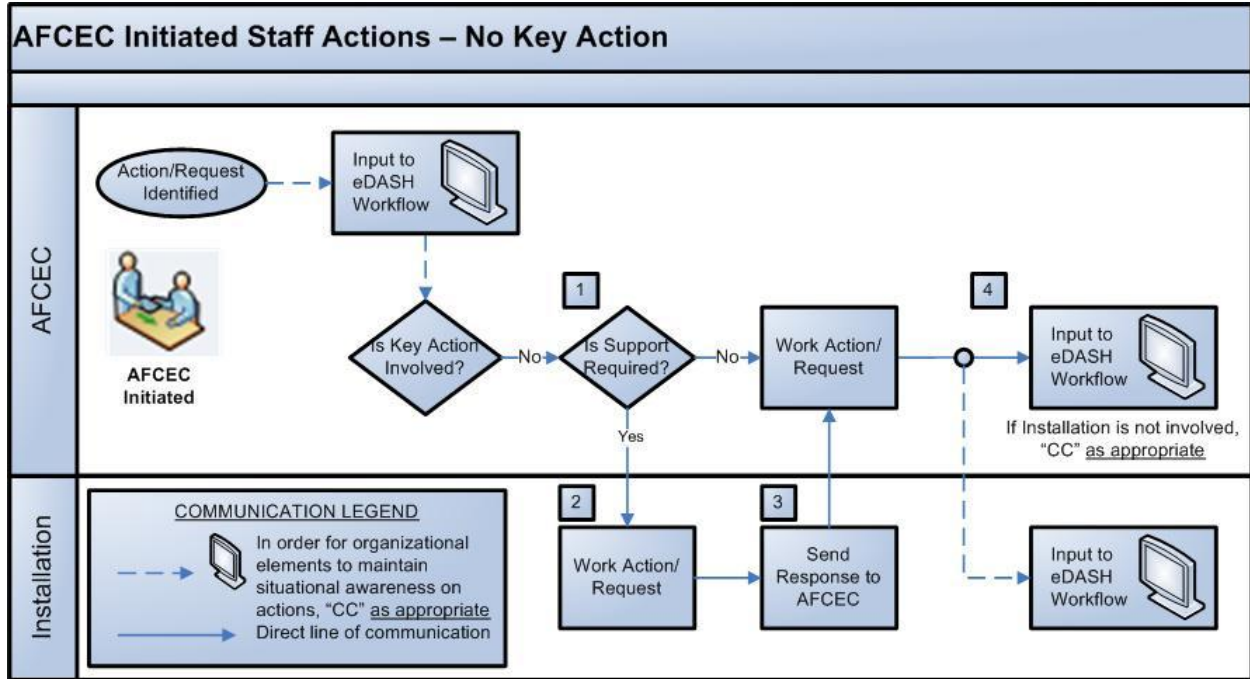 AFCEC Initiated Staff Actions – No Key Action
AFCEC
Action/Request
Identified
Input to
eDASH
Workflow
AFCEC
Initiated
Is Key Action
Involved?
No
1
Is Support
Required?
No
Yes
Work Action/
Request
4
Input to
eDASH
Workflow
If Installation is not involved,
“CC” as appropriate
Installation
COMMUNICATION LEGEND
In order for organizational
elements to maintain
situational awareness on
actions, “CC” as appropriate
Direct line of communication
2
Work Action/
Request
3
Send
Response to
AFCEC
Input to
eDASH
Workflow